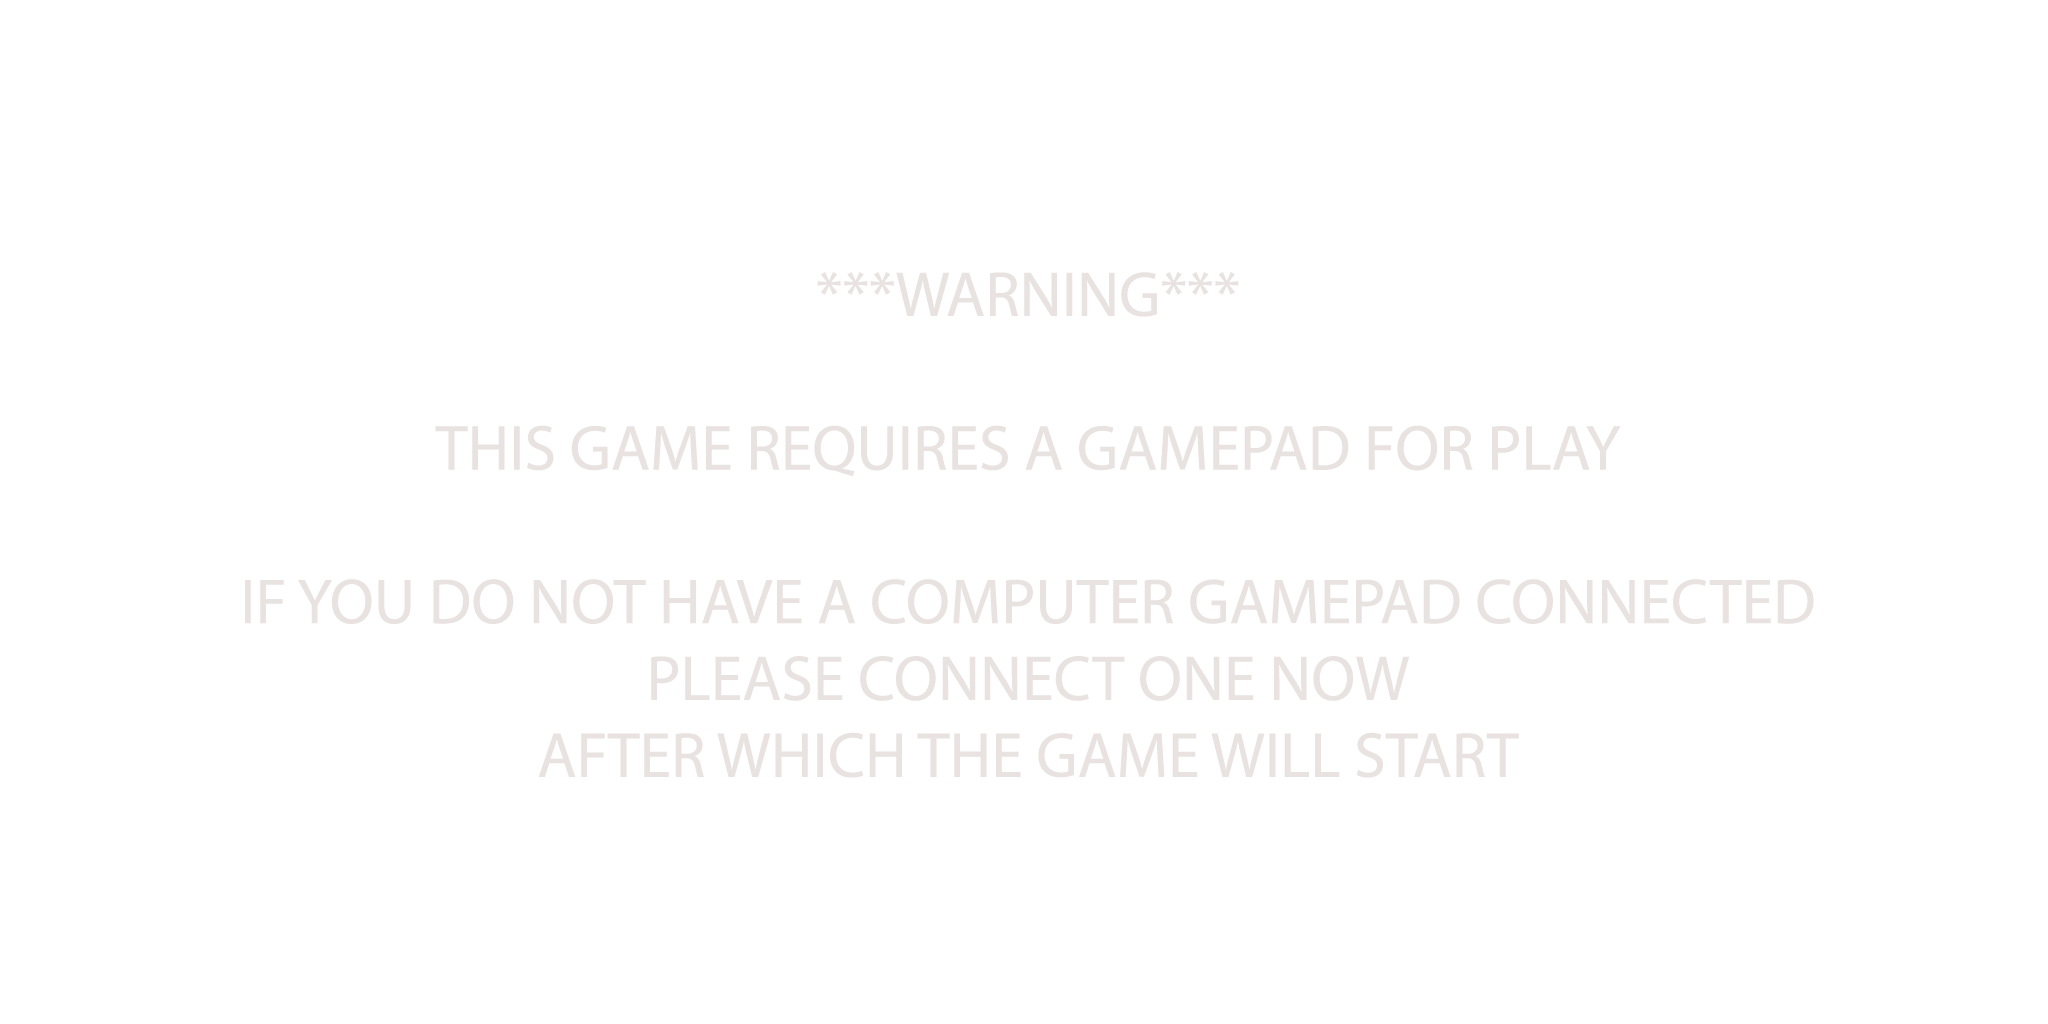 ***WARNING***
THIS GAME REQUIRES A GAMEPAD FOR PLAY
IF YOU DO NOT HAVE A COMPUTER GAMEPAD CONNECTED
PLEASE CONNECT ONE NOW
AFTER WHICH THE GAME WILL START